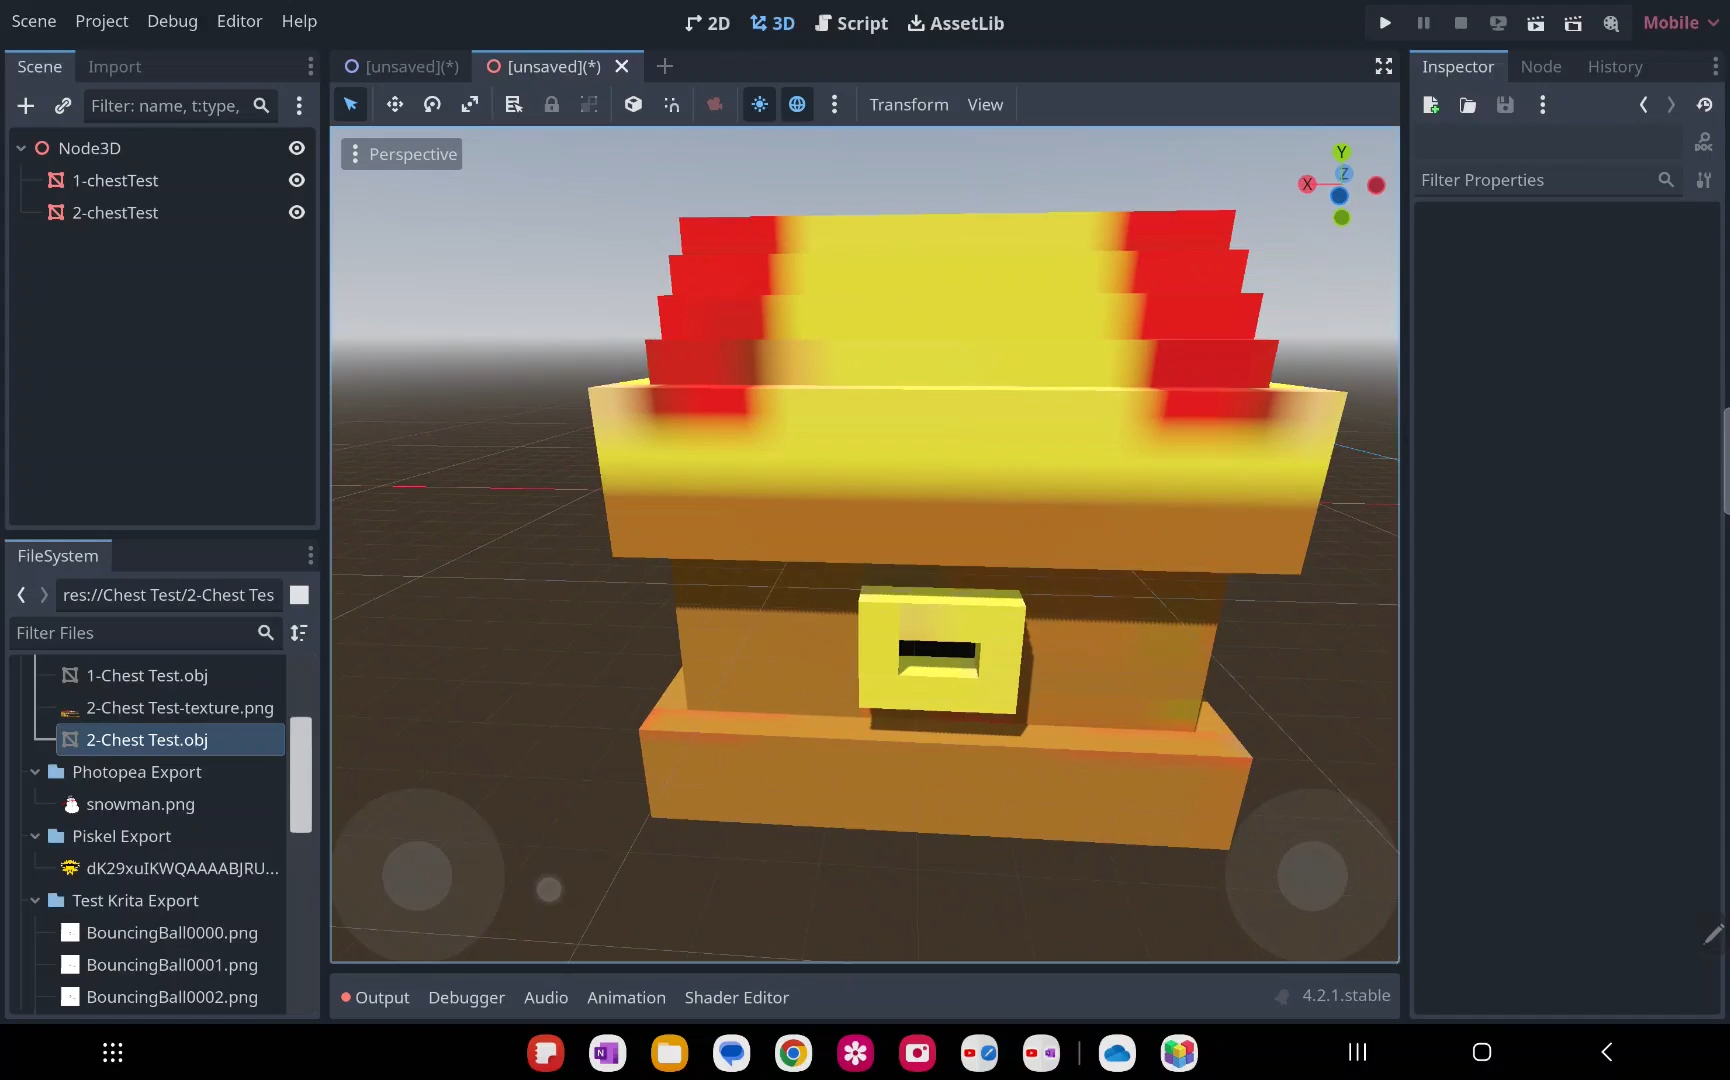 Scene Project Debug Editor Help
2D 3D Script AssetLib
Mobile
Scene Import
Filter: name, t:type,
Node3D
1-chestTest
2-chestTest
FileSystem
res://Chest Test/2-Chest Tes
Filter Files
1-Chest Test.obj
2-Chest Test-texture.png
2-Chest Test.obj
Photopea Export
snowman.png
Piskel Export
dK29xuIKWQAAAABJRU...
Test Krita Export
BouncingBall0000.png
BouncingBall0001.png
BouncingBall0002.png
[unsaved](*) [unsaved](*)
Transform View
Perspective
Y
Z
X
Output Debugger Audio Animation Shader Editor
4.2.1.stable
Inspector Node History
DOC
Filter Properties